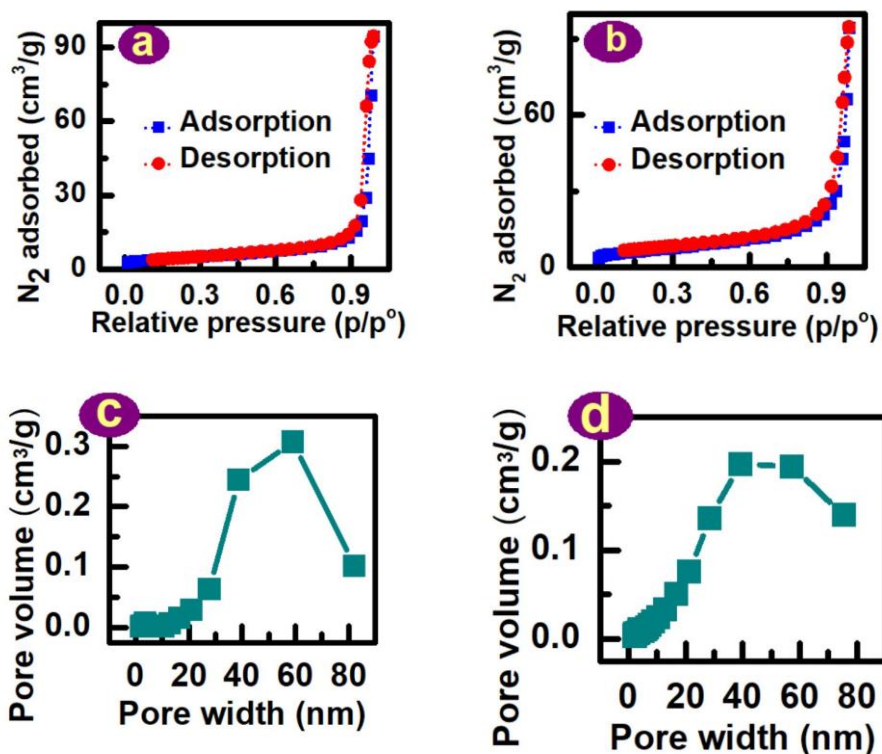 a
90
60
30
0
N2 adsorbed (cm³/g)
Adsorption
Desorption
0.0 0.3 0.6 0.9
Relative pressure (p/p°)
b
60
0
N₂ adsorbed (cm³/g)
Adsorption
Desorption
0.0 0.3 0.6 0.9
Relative pressure (p/p°)
c
0.3
0.2
0.1
0.0
Pore volume (cm³/g)
0 20 40 60 80
Pore width (nm)
d
0.2
0.1
0.0
Pore volume (cm³/g)
0 20 40 60 80
Pore width (nm)